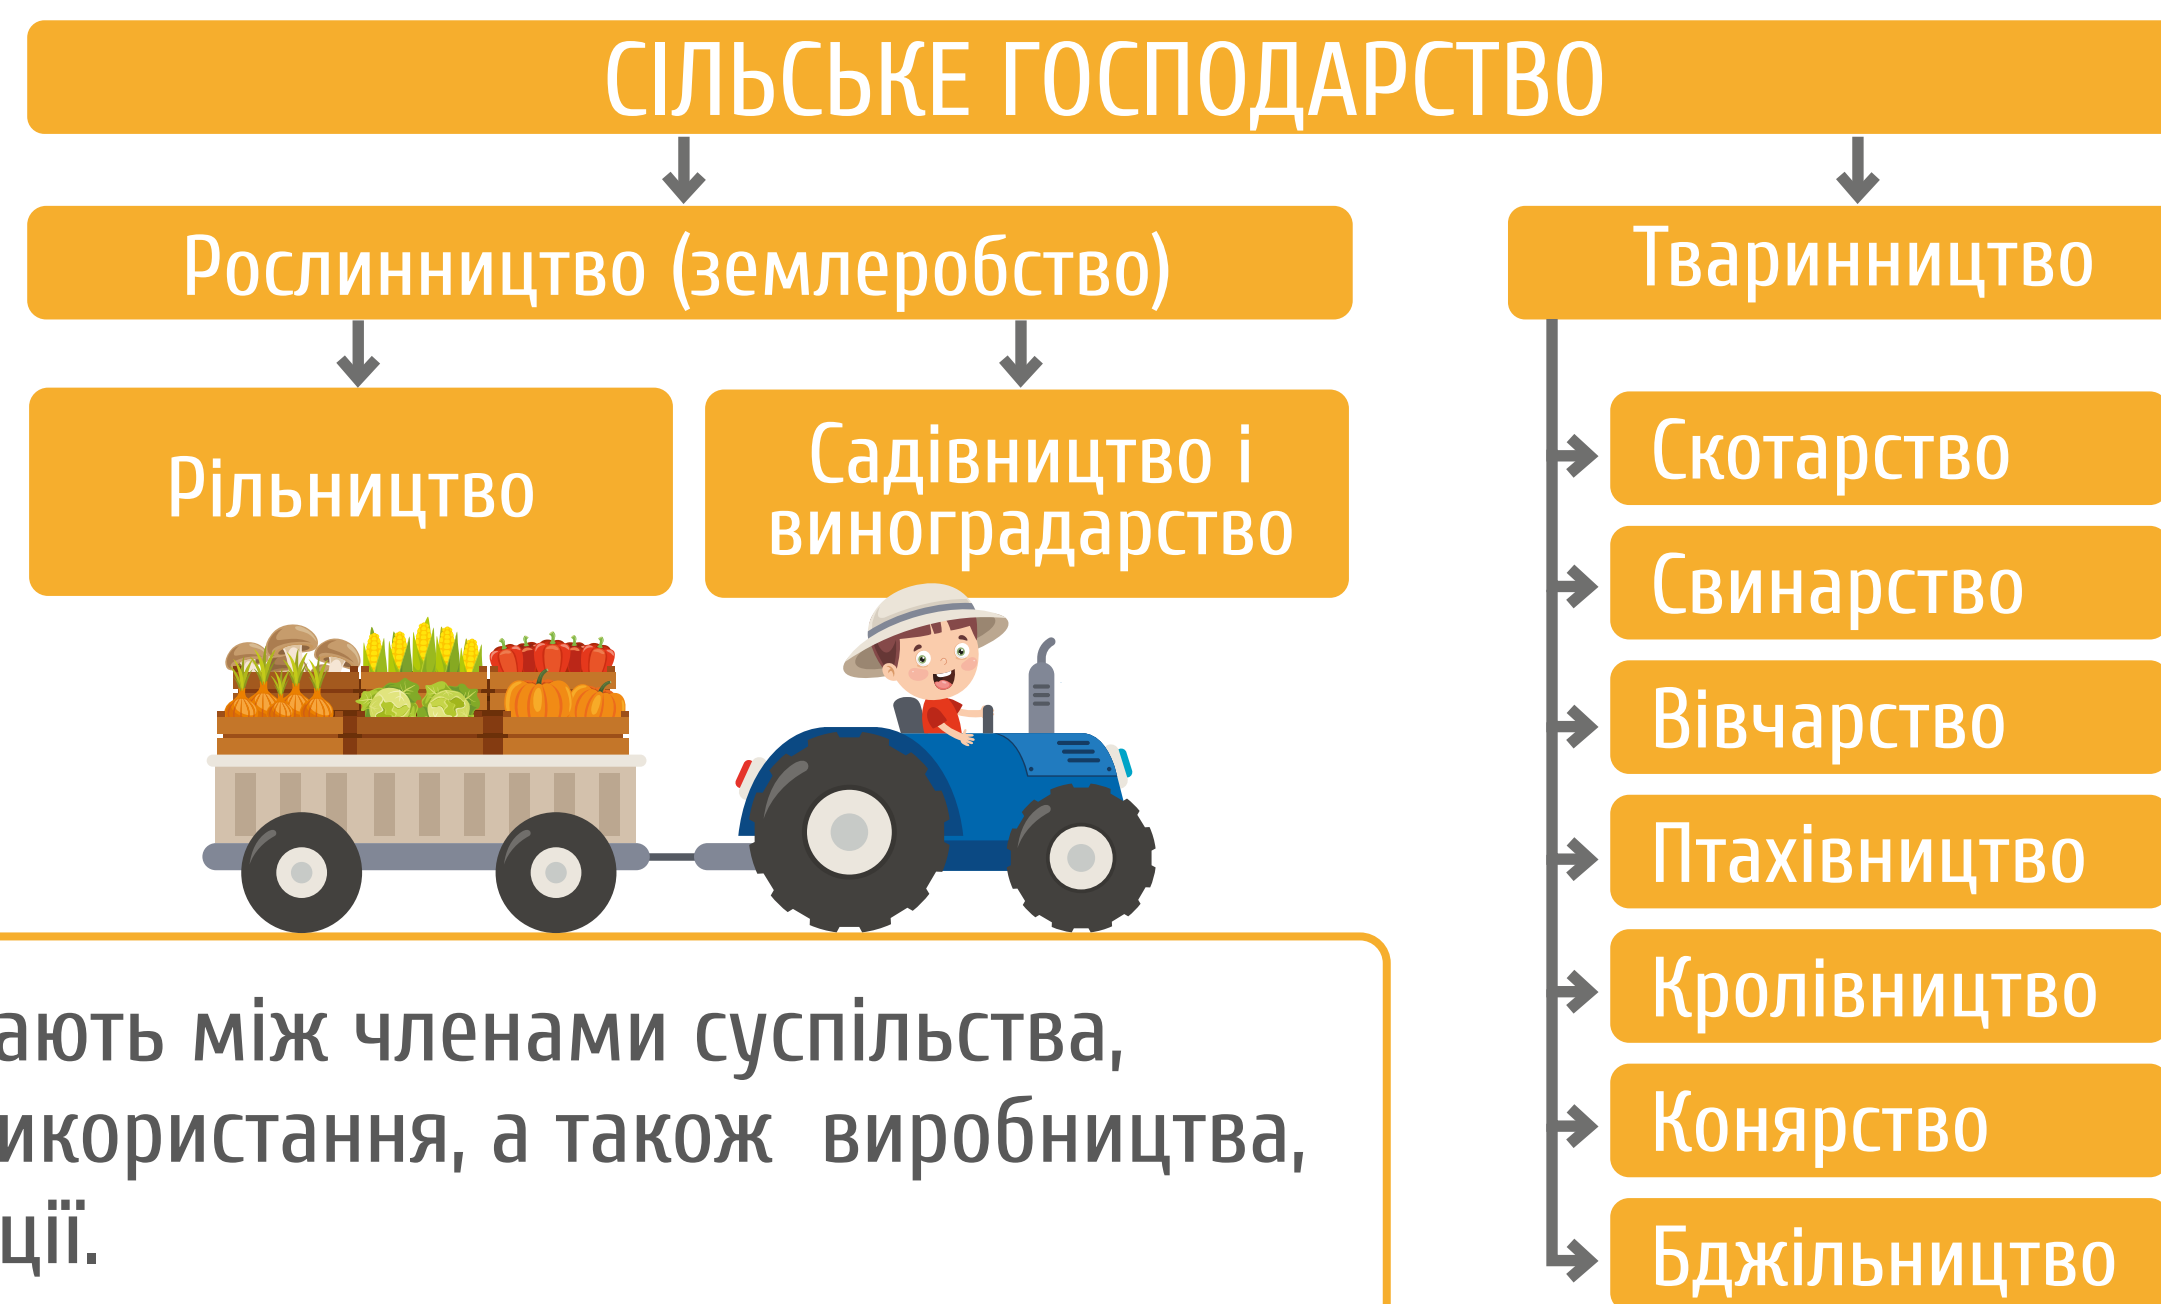 СІЛЬСЬКЕ ГОСПОДАРСТВО
Рослинництво (землеробство)
Тваринництво
Рільництво
Садівництво і
виноградарство
Скотарство
Свинарство
Вівчарство
Птахівництво
Кролівництво
Конярство
Бджільництво
ають між членами суспільства,
икористання, а також виробництва,
ції.